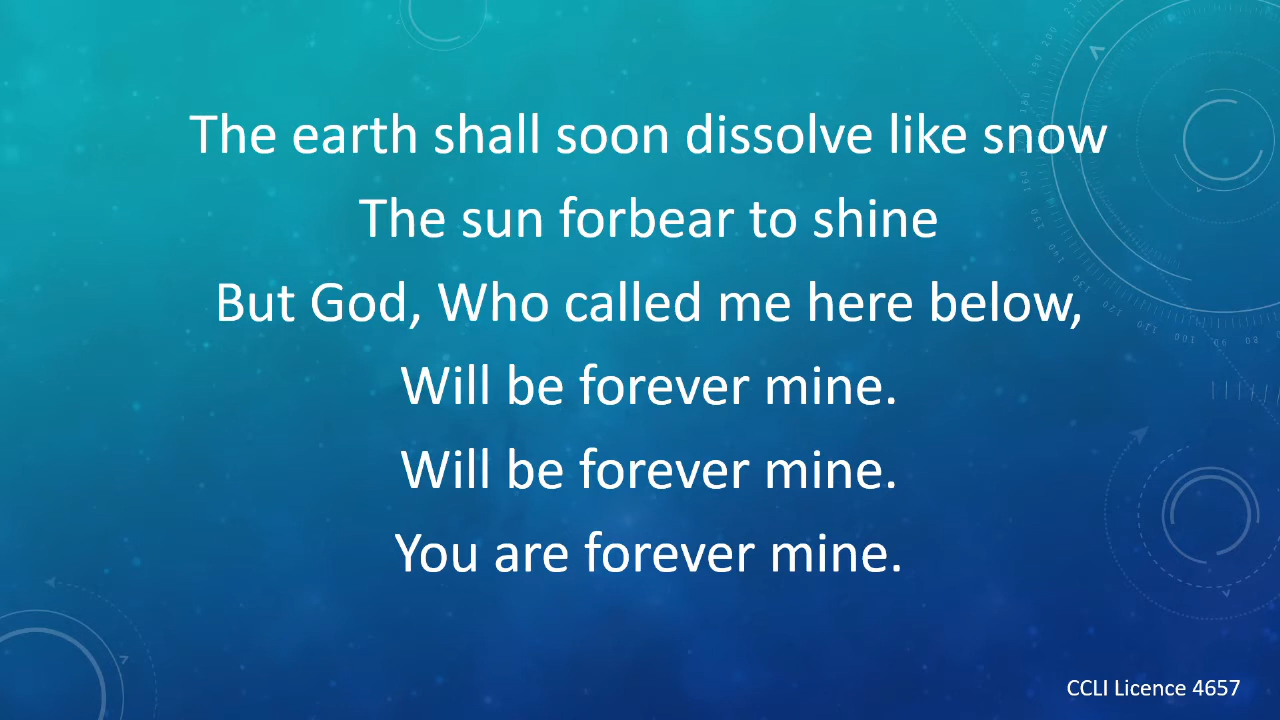 The earth shall soon dissolve like snow
The sun forbear to shine
But God, Who called me here below,
Will be forever mine.
Will be forever mine.
You are forever mine.
CCLI Licence 4657